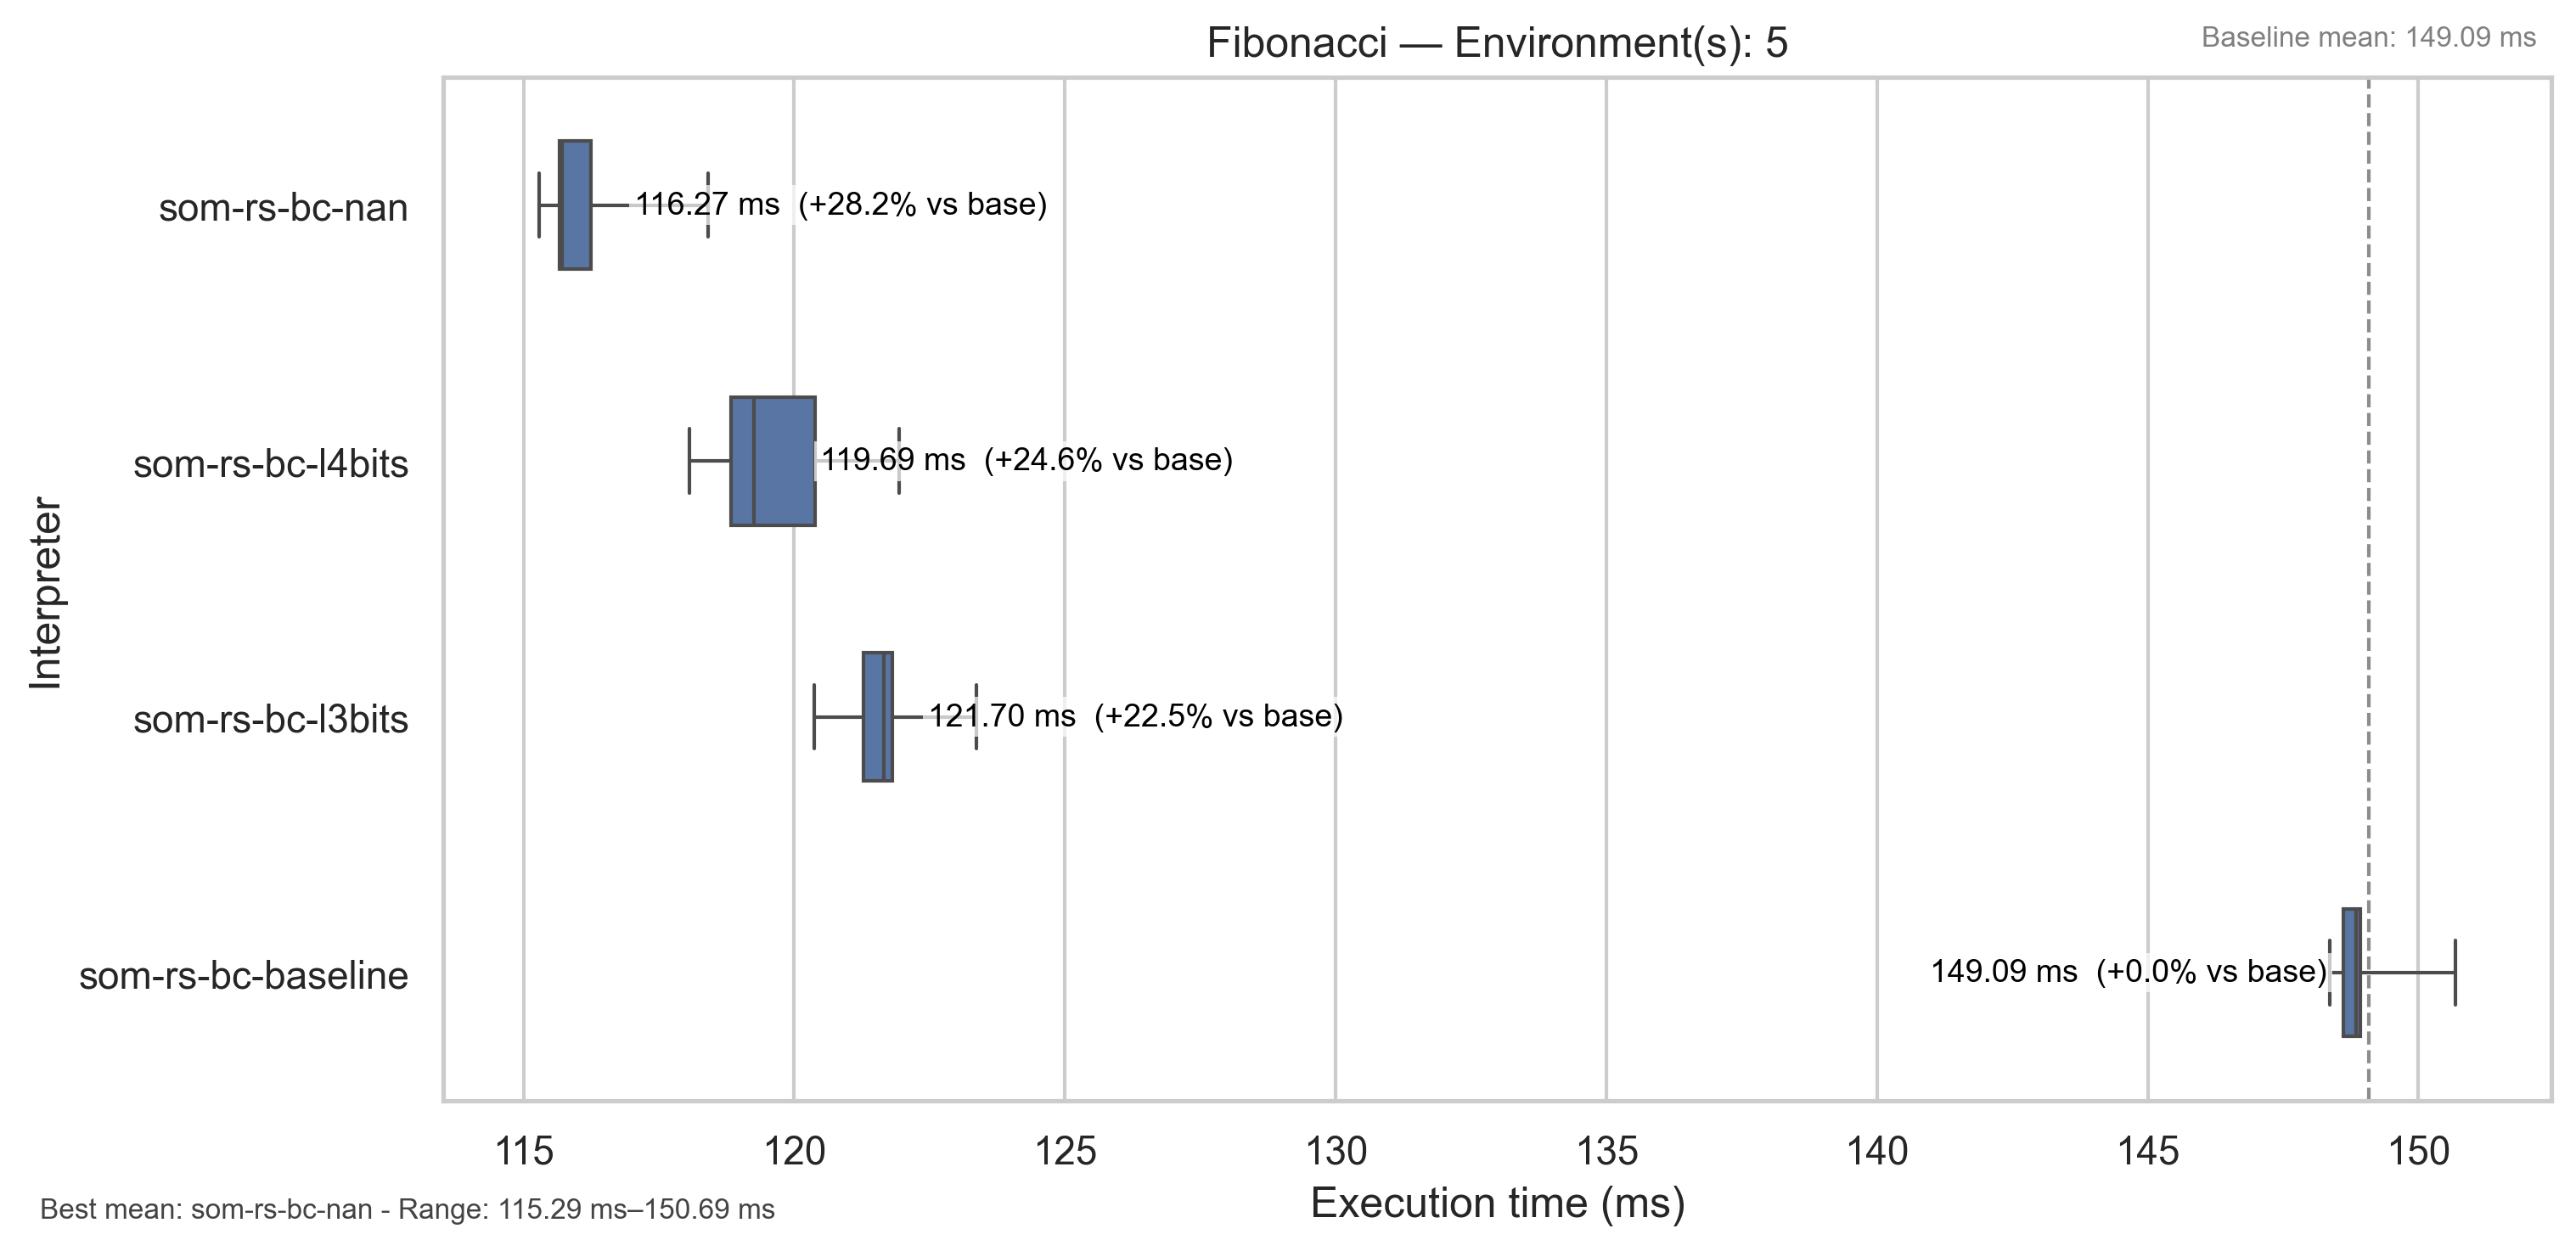 Fibonacci — Environment(s): 5
Baseline mean: 149.09 ms
Interpreter
som-rs-bc-nan
116.27 ms (+28.2% vs base)
som-rs-bc-l4bits
119.69 ms (+24.6% vs base)
som-rs-bc-l3bits
121.70 ms (+22.5% vs base)
som-rs-bc-baseline
149.09 ms (+0.0% vs base)
115 120 125 130 135 140 145 150
Execution time (ms)
Best mean: som-rs-bc-nan - Range: 115.29 ms–150.69 ms